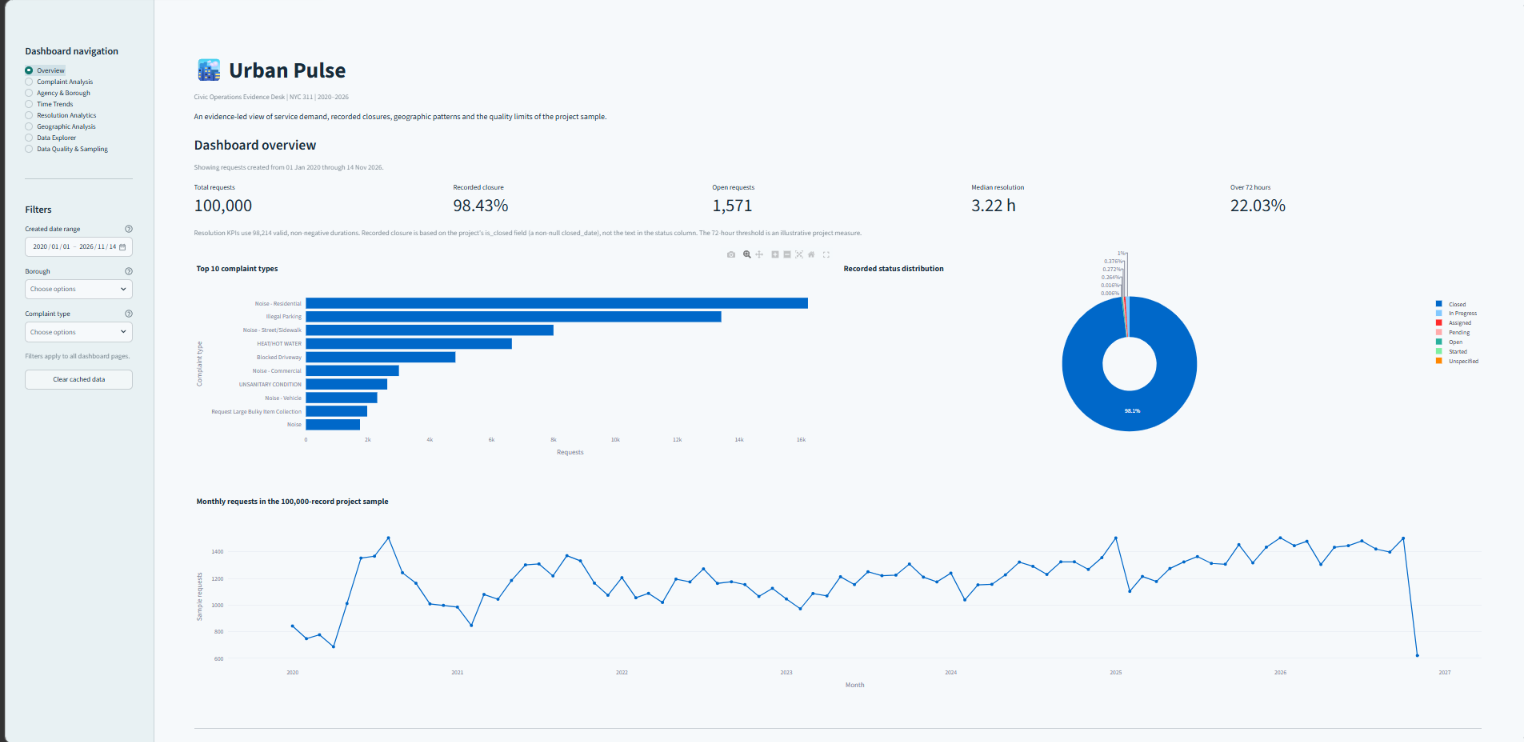 Dashboard navigation
Overview
Complaint Analysis
Agency & Borough
Time Trends
Resolution Analytics
Geographic Analysis
Data Explorer
Data Quality & Sampling
Filters
Created date range
2020/01/01 – 2026/11/14
Borough
Choose options
Complaint type
Choose options
Filters apply to all dashboard pages.
Clear cached data
Urban Pulse
Civic Operations Evidence Desk | NYC 311 | 2020–2026
An evidence-led view of service demand, recorded closures, geographic patterns and the quality limits of the project sample.
Dashboard overview
Showing requests created from 01 Jan 2020 through 14 Nov 2026.
Total requests
100,000
Recorded closure
98.43%
Open requests
1,571
Median resolution
3.22 h
Over 72 hours
22.03%
Resolution KPIs use 98,214 valid, non-negative durations. Recorded closure is based on the project's is_closed field (a non-null closed_date), not the text in the status column. The 72-hour threshold is an illustrative project measure.
Top 10 complaint types
Complaint type
Noise - Residential
Illegal Parking
Noise - Street/Sidewalk
HEAT/HOT WATER
Blocked Driveway
Noise - Commercial
UNSANITARY CONDITION
Noise - Vehicle
Request Large Bulky Item Collection
Noise
0 2k 4k 6k 8k 10k 12k 14k 16k
Requests
Recorded status distribution
1%
0.376%
0.272%
0.264%
0.016%
98.1%
Closed
In Progress
Assigned
Pending
Open
Started
Unspecified
Monthly requests in the 100,000-record project sample
Sample requests
1400
1200
1000
800
600
2020 2021 2022 2023 2024 2025 2026 2027
Month